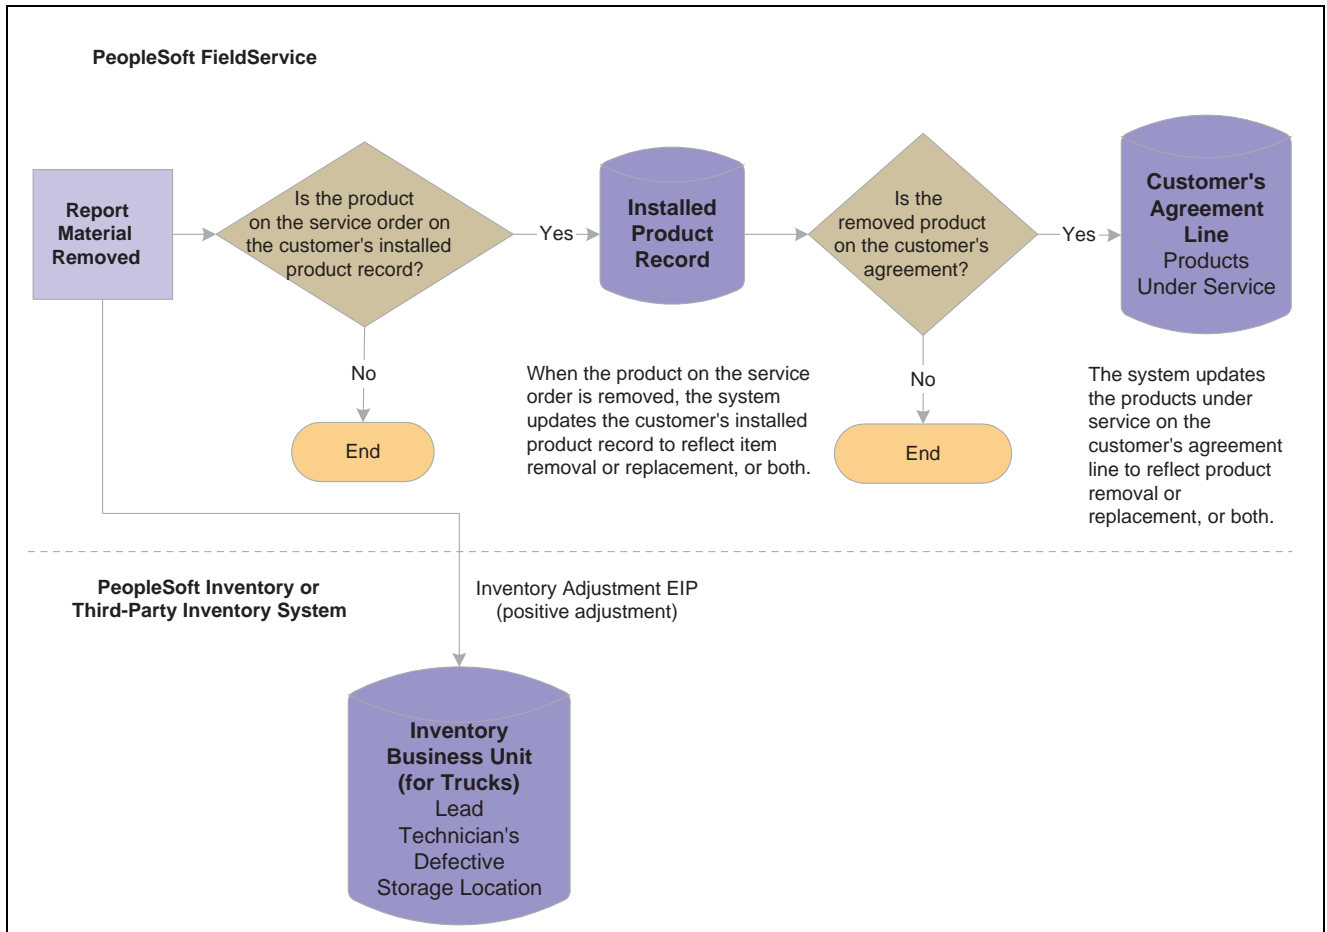 PeopleSoft FieldService
Report
Material
Removed
Is the product
on the service order on
the customer's installed
product record?
Yes
Installed
Product
Record
Is the
removed product
on the customer's
agreement?
Yes
Customer's
Agreement
Line
Products
Under Service
No
End
When the product on the service
order is removed, the system
updates the customer's installed
product record to reflect item
removal or replacement, or both.
No
End
The system updates
the products under
service on the
customer's agreement
line to reflect product
removal or
replacement, or both.
PeopleSoft Inventory or
Third-Party Inventory System
Inventory Adjustment EIP
(positive adjustment)
Inventory
Business Unit
(for Trucks)
Lead
Technician's
Defective
Storage Location